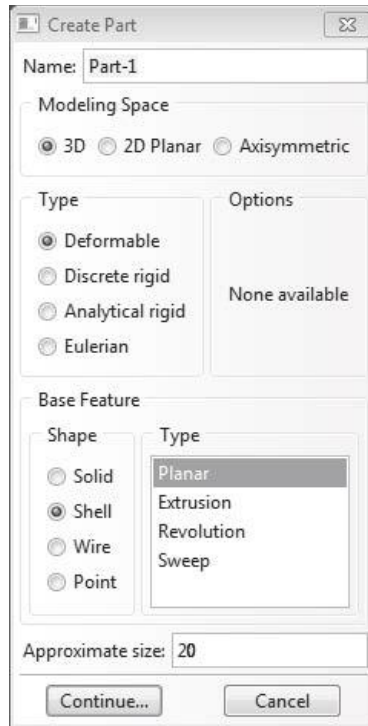 Create Part
Name: Part-1
Modeling Space
3D 2D Planar Axisymmetric
Type
Deformable
Discrete rigid
Analytical rigid
Eulerian
Options
None available
Base Feature
Shape
Solid
Shell
Wire
Point
Type
Planar
Extrusion
Revolution
Sweep
Approximate size: 20
Continue... Cancel